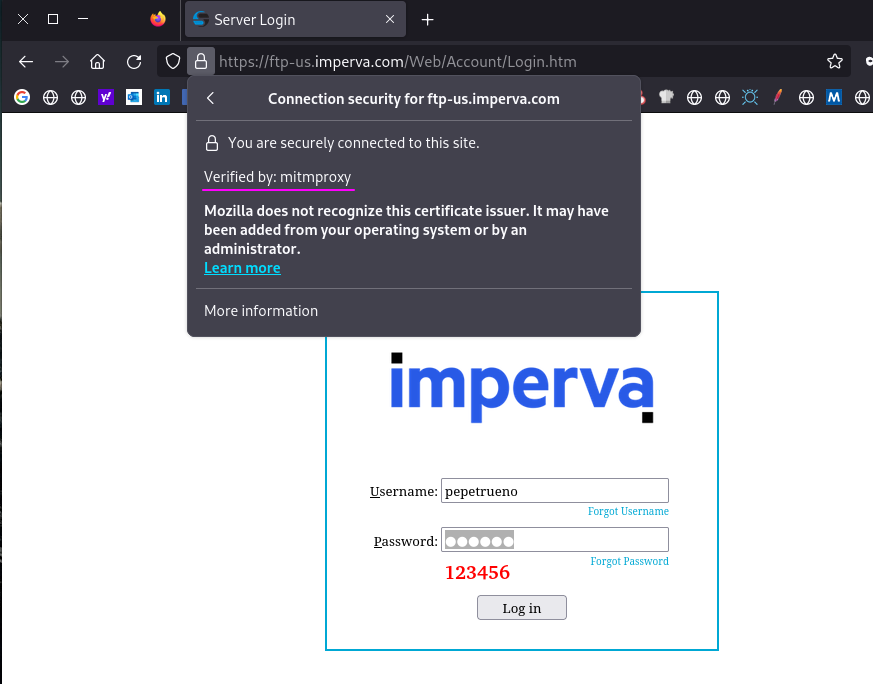 Server Login
https://ftp-us.imperva.com/Web/Account/Login.htm
Connection security for ftp-us.imperva.com
You are securely connected to this site.
Verified by: mitmproxy
Mozilla does not recognize this certificate issuer. It may have
been added from your operating system or by an
administrator.
Learn more
More information
imperva
Username: pepetrueno
Forgot Username
Password: ●●●●●●
Forgot Password
123456
Log in